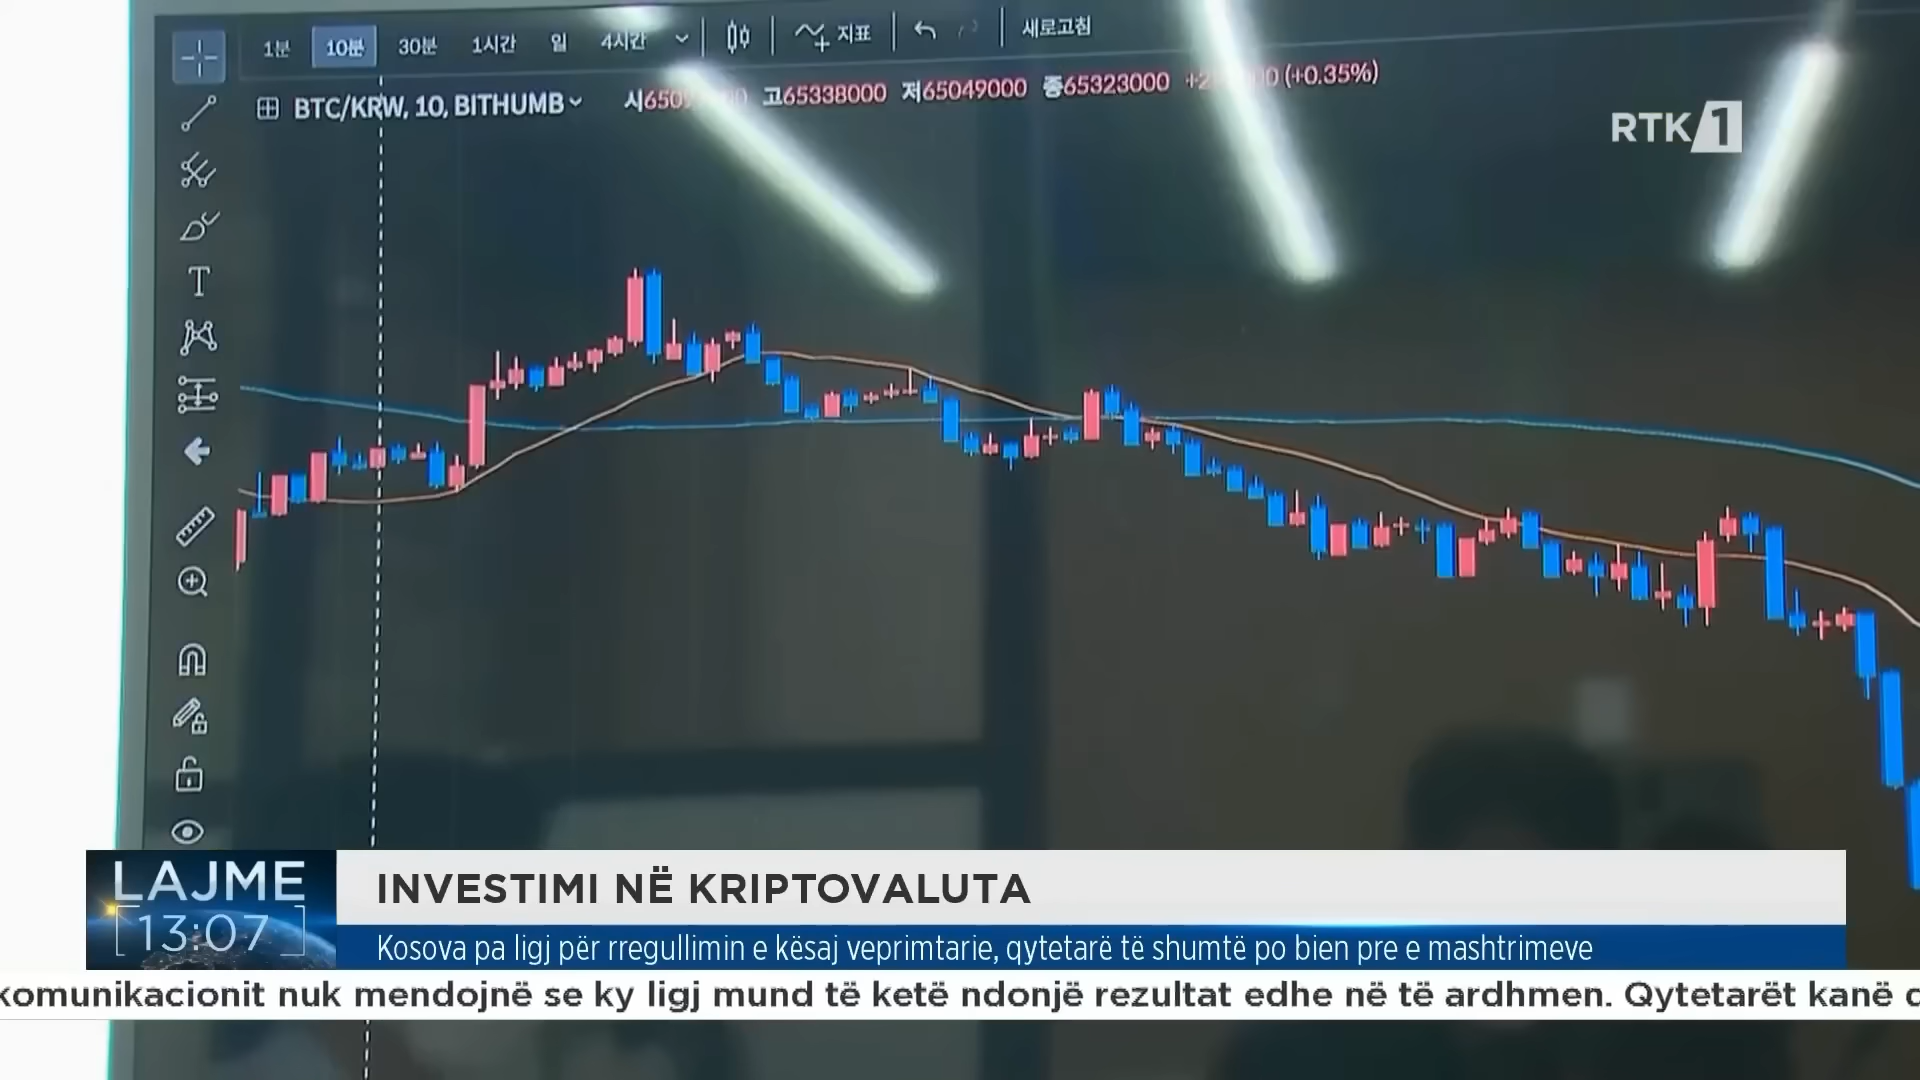 1분 10분 30분 1시간 일 4시간 지표 새로고침
BTC/KRW, 10, BITHUMB 고65338000 저65049000 종65323000 (+0.35%)
RTK 1
T
LAJME
13:07
INVESTIMI NË KRIPTOVALUTA
Kosova pa ligj për rregullimin e kësaj veprimtarie, qytetarë të shumtë po bien pre e mashtrimeve
komunikacionit nuk mendojnë se ky ligj mund të ketë ndonjë rezultat edhe në të ardhmen. Qytetarët kanë